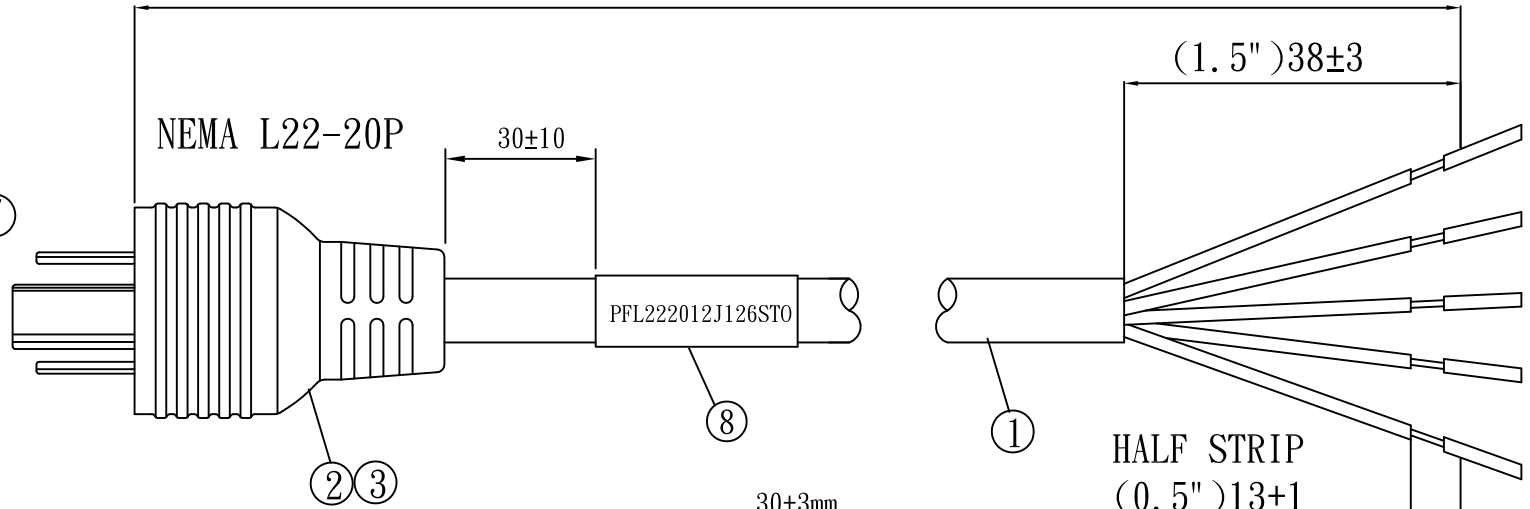 (1.5")38±3
NEMA L22-20P
30±10
PFL222012J126STO
8
1
2 3
HALF STRIP
(0.5")13±1
30±3mm